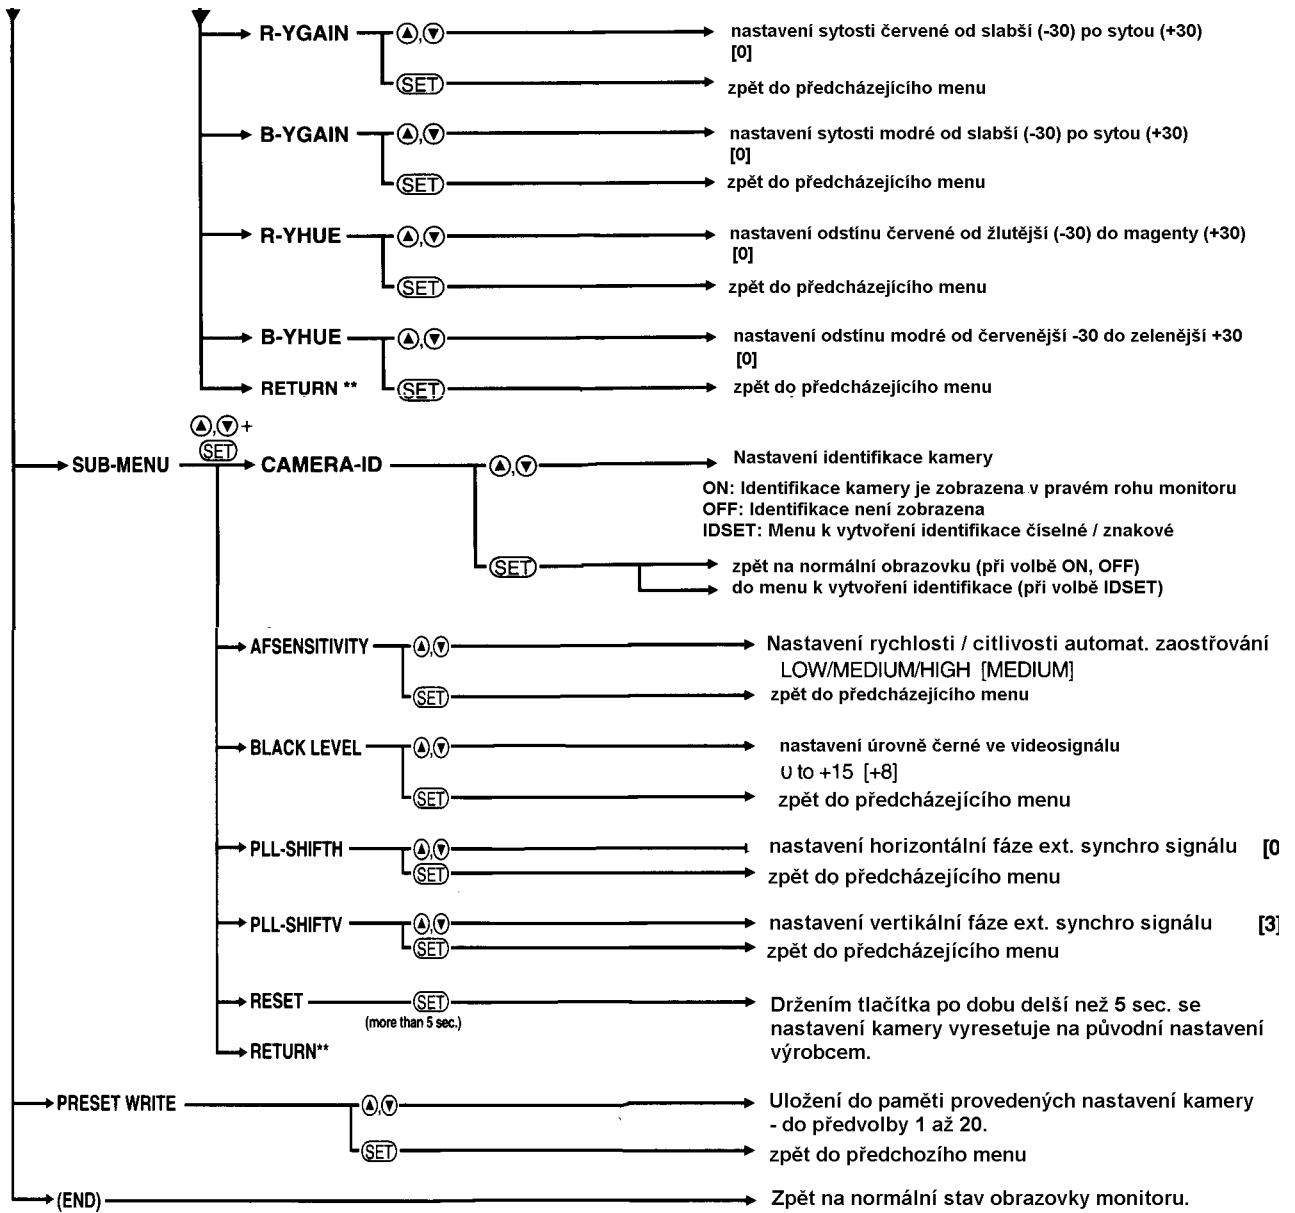 R-YGAIN ▲,▼ nastavení sytosti červené od slabší (-30) po sytou (+30)
[0]
SET zpět do předcházejícího menu
B-YGAIN ▲,▼ nastavení sytosti modré od slabší (-30) po sytou (+30)
[0]
SET zpět do předcházejícího menu
R-YHUE ▲,▼ nastavení odstínu červené od žlutější (-30) do magenty (+30)
[0]
SET zpět do předcházejícího menu
B-YHUE ▲,▼ nastavení odstínu modré od červenější -30 do zelenější +30
[0]
RETURN ** SET zpět do předcházejícího menu
▲,▼+
SET
SUB-MENU CAMERA-ID ▲,▼ Nastavení identifikace kamery
ON: Identifikace kamery je zobrazena v pravém rohu monitoru
OFF: Identifikace není zobrazena
IDSET: Menu k vytvoření identifikace číselné / znakové
SET zpět na normální obrazovku (při volbě ON, OFF)
do menu k vytvoření identifikace (při volbě IDSET)
AFSENSITIVITY ▲,▼ Nastavení rychlosti / citlivosti automat. zaostřování
LOW/MEDIUM/HIGH [MEDIUM]
SET zpět do předcházejícího menu
BLACK LEVEL ▲,▼ nastavení úrovně černé ve videosignálu
0 to +15 [+8]
SET zpět do předcházejícího menu
PLL-SHIFTH ▲,▼ nastavení horizontální fáze ext. synchro signálu [0
SET zpět do předcházejícího menu
PLL-SHIFTV ▲,▼ nastavení vertikální fáze ext. synchro signálu [3]
SET zpět do předcházejícího menu
RESET SET Držením tlačítka po dobu delší než 5 sec. se
(more than 5 sec.) nastavení kamery vyresetuje na původní nastavení
výrobcem.
RETURN**
PRESET WRITE ▲,▼ Uložení do paměti provedených nastavení kamery
- do předvolby 1 až 20.
SET zpět do předchozího menu
(END) Zpět na normální stav obrazovky monitoru.